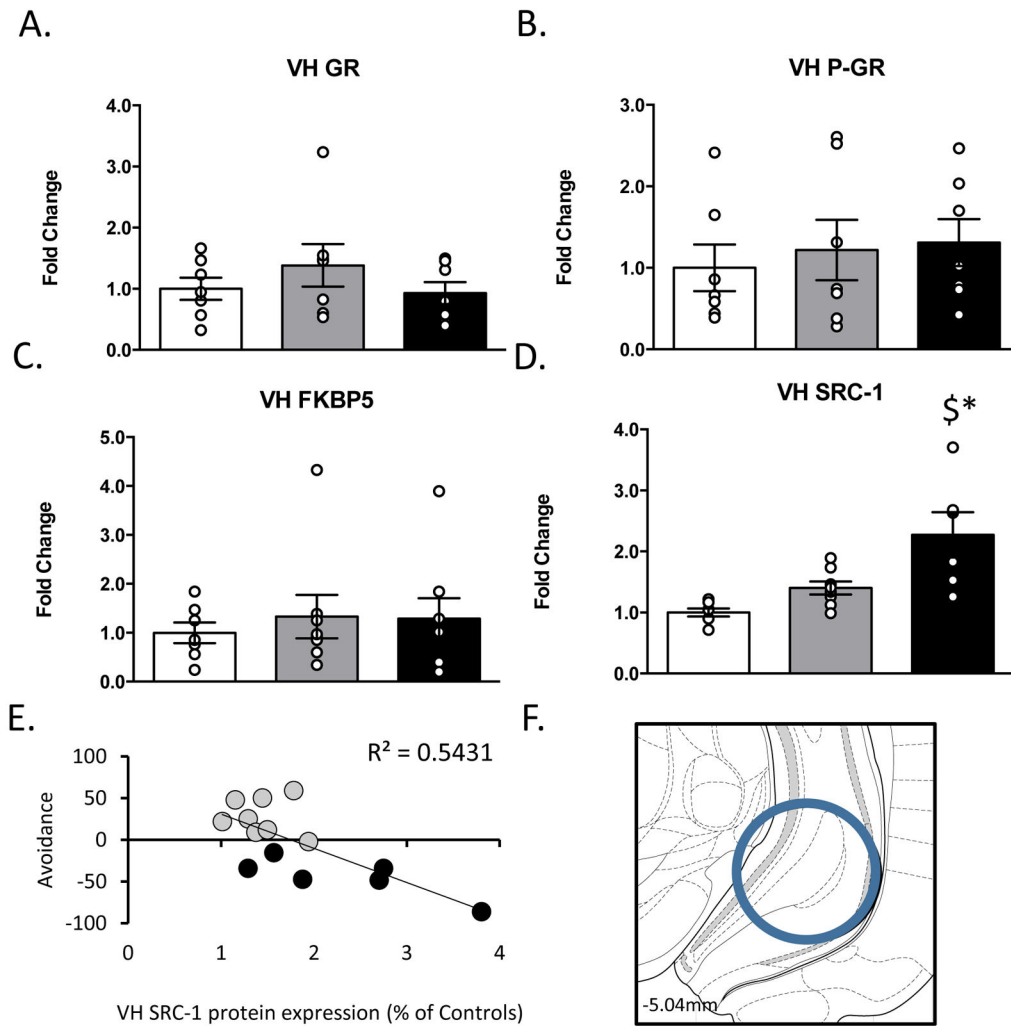 A.
VH GR
Fold Change
4.0
3.0
2.0
1.0
0.0
B.
VH P-GR
Fold Change
3.0
2.0
1.0
0.0
C.
VH FKBP5
Fold Change
5.0
4.0
3.0
2.0
1.0
0.0
D.
VH SRC-1
$*
Fold Change
4.0
3.0
2.0
1.0
0.0
E.
R² = 0.5431
Avoidance
100
50
0
-50
-100
0 1 2 3 4
VH SRC-1 protein expression (% of Controls)
F.
-5.04mm